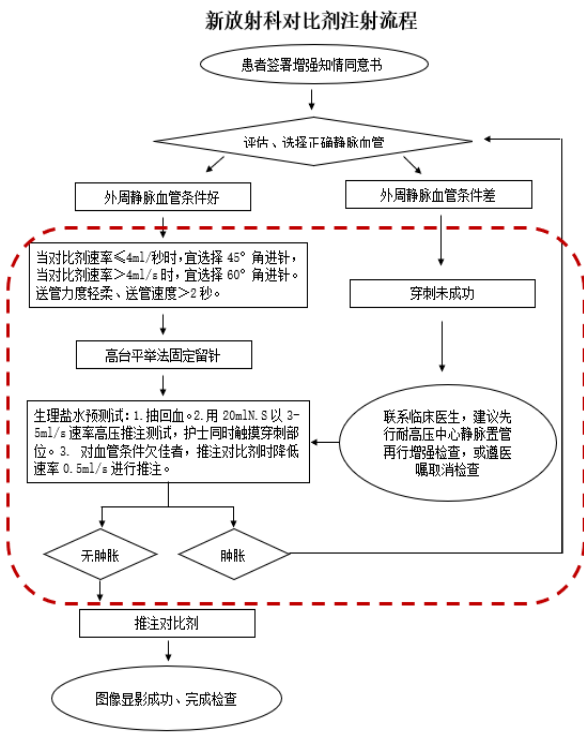 新放射科对比剂注射流程
患者签署增强知情同意书
评估、选择正确静脉血管
外周静脉血管条件好
外周静脉血管条件差
当对比剂速率≤4ml/秒时,宜选择 45°角进针,
当对比剂速率＞4ml/s 时,宜选择 60°角进针。
送管力度轻柔、送管速度＞2 秒。
穿刺未成功
高台平举法固定留针
生理盐水预测试:1.抽回血。2.用 20mlN.S 以 3-
5ml/s 速率高压推注测试,护士同时触摸穿刺部
位。3. 对血管条件欠佳者,推注对比剂时降低
速率 0.5ml/s 进行推注。
联系临床医生,建议先
行耐高压中心静脉置管
再行增强检查,或遵医
嘱取消检查
无肿胀
肿胀
推注对比剂
图像显影成功、完成检查